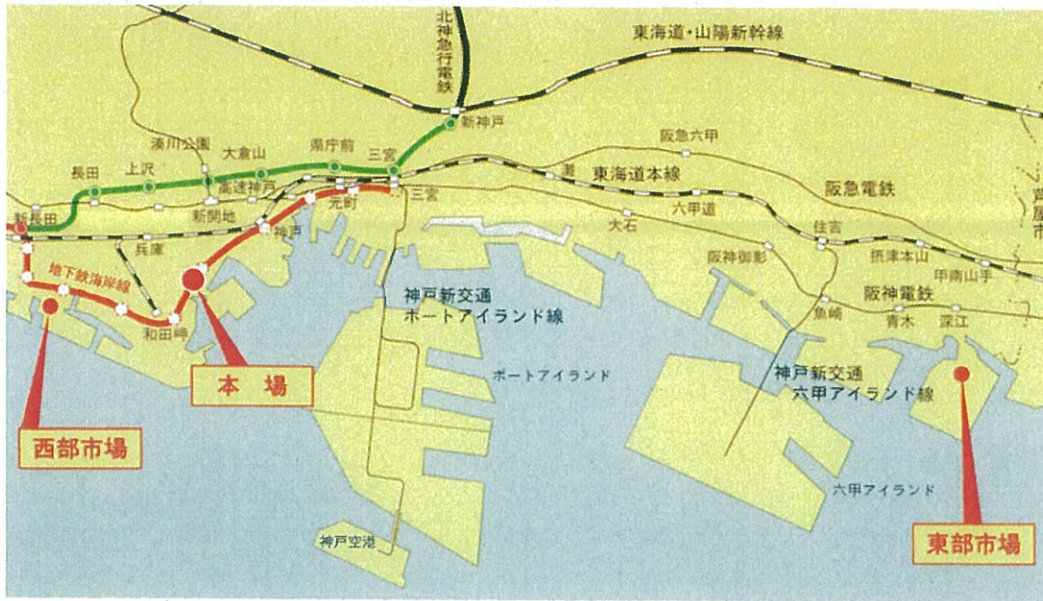 北神急行電鉄
東海道・山陽新幹線
新神戸
湊川公園
大倉山
県庁前
三宮
阪急六甲
長田
上沢
高速神戸
灘
東海道本線
阪急電鉄
芦屋市
新長田
新開地
元町
三宮
六甲道
大石
住吉
神戸
兵庫
阪神御影
摂津本山
甲南山手
地下鉄海岸線
神戸新交通
ポートアイランド線
阪神電鉄
魚崎
青木
深江
和田岬
本場
ポートアイランド
神戸新交通
六甲アイランド線
西部市場
六甲アイランド
神戸空港
東部市場